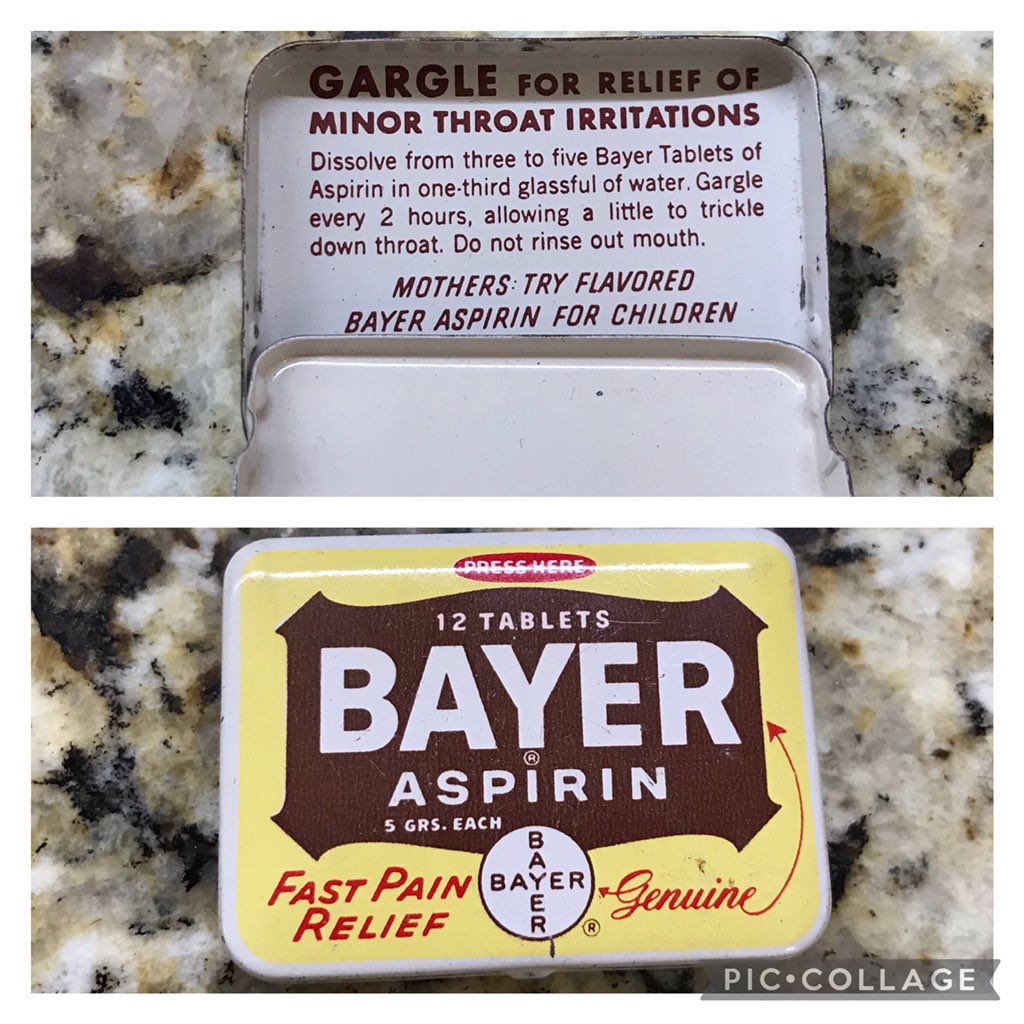 GARGLE FOR RELIEF OF
MINOR THROAT IRRITATIONS
Dissolve from three to five Bayer Tablets of
Aspirin in one-third glassful of water. Gargle
every 2 hours, allowing a little to trickle
down throat. Do not rinse out mouth.
MOTHERS: TRY FLAVORED
BAYER ASPIRIN FOR CHILDREN
PRESS HERE
12 TABLETS
BAYER
®
ASPIRIN
5 GRS. EACH
FAST PAIN
RELIEF
BAYER
BAYER
®
Genuine
PIC•COLLAGE